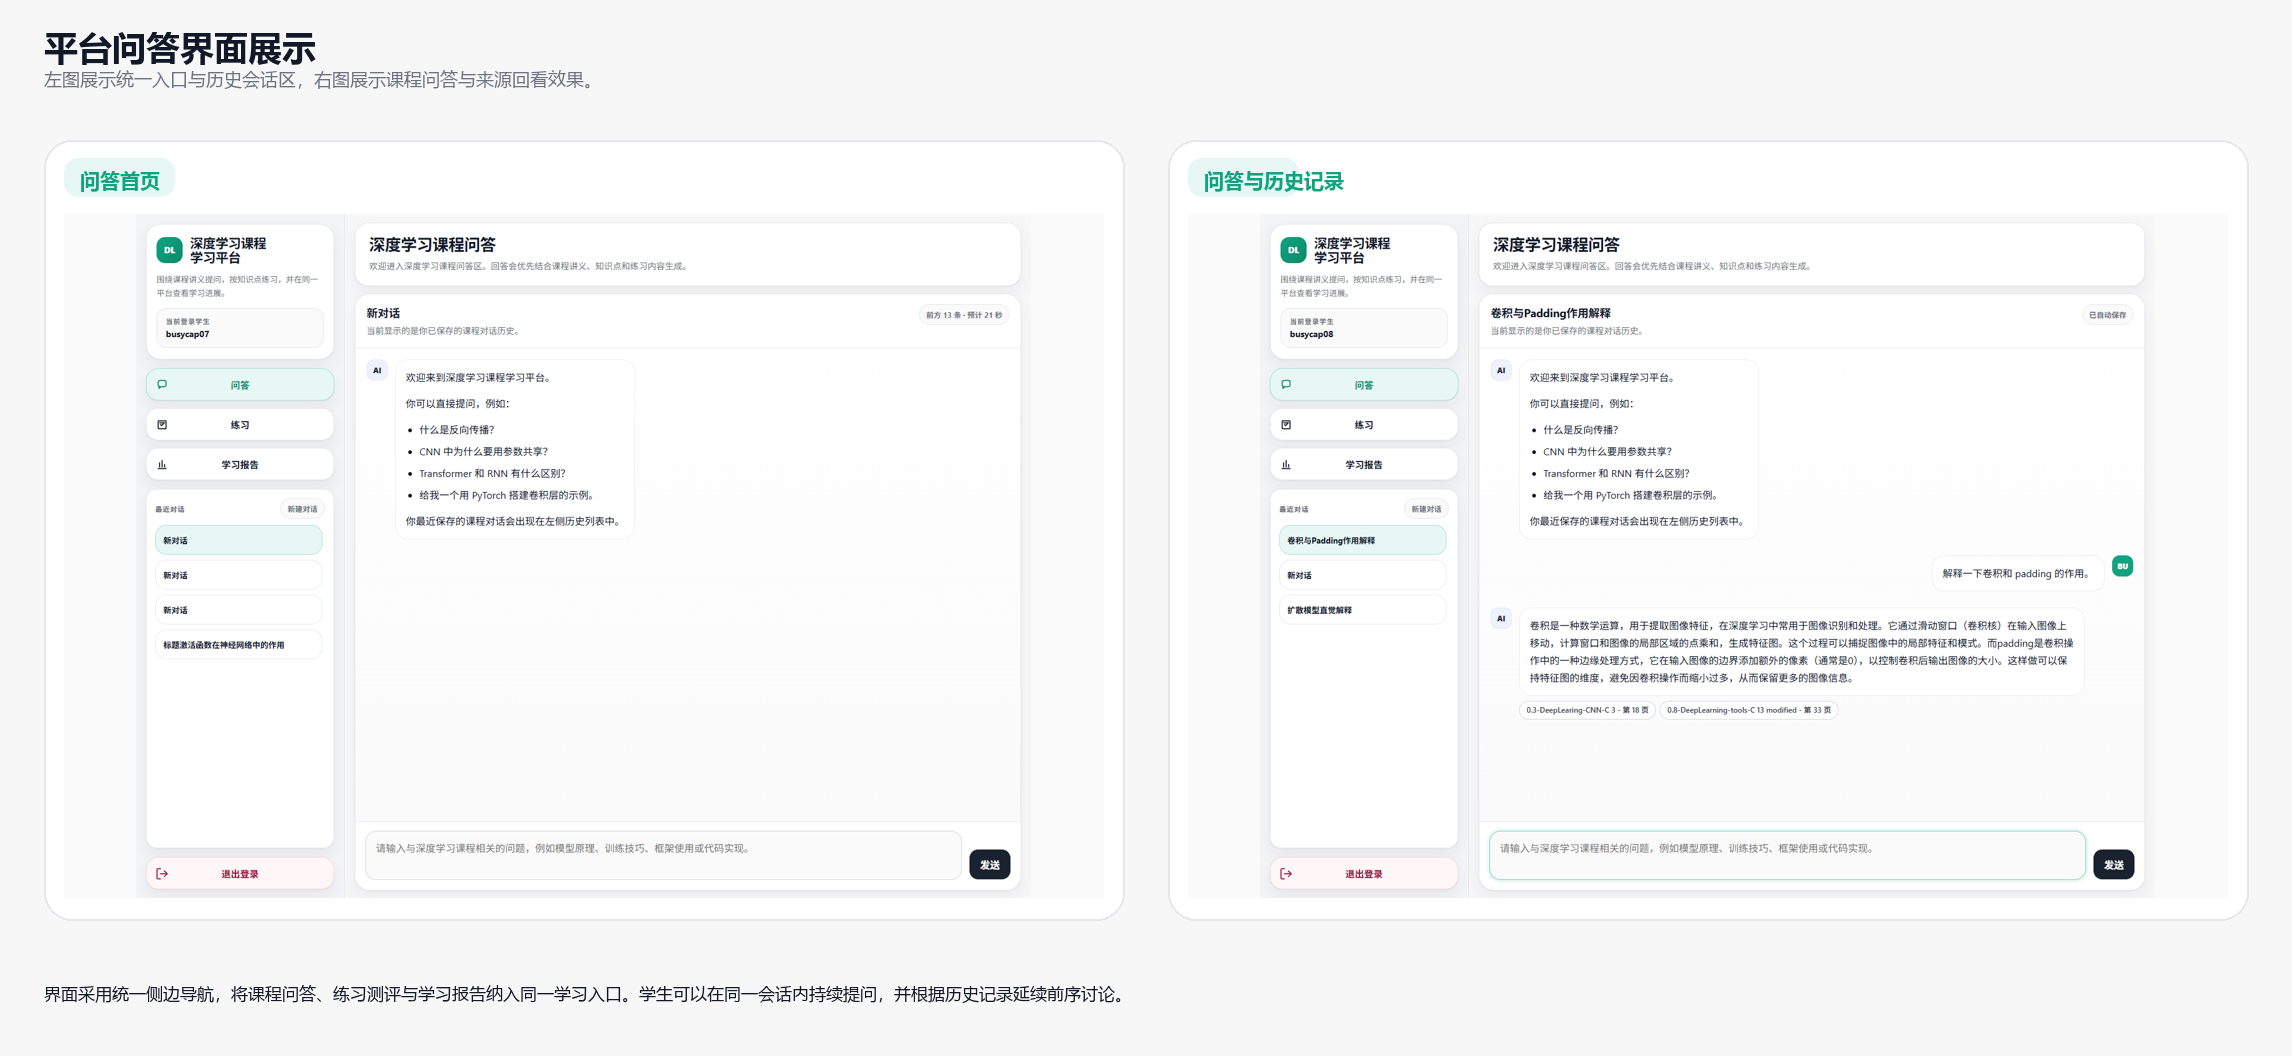 平台问答界面展示
左图展示统一入口与历史会话区，右图展示课程问答与来源回看效果。
问答首页
DL
深度学习课程
学习平台
围绕课程讲义提问，按知识点练习，并在同一
平台查看学习进展。
当前登录学生
busycap07
问答
练习
学习报告
最近对话
新建对话
新对话
新对话
新对话
标题激活函数在神经网络中的作用
退出登录
深度学习课程问答
欢迎进入深度学习课程问答区。回答会优先结合课程讲义、知识点和练习内容生成。
新对话
当前显示的是你已保存的课程对话历史。
前方 13 条 · 预计 21 秒
AI
欢迎来到深度学习课程学习平台。
你可以直接提问，例如：
• 什么是反向传播？
• CNN 中为什么要用参数共享？
• Transformer 和 RNN 有什么区别？
• 给我一个用 PyTorch 搭建卷积层的示例。
你最近保存的课程对话会出现在左侧历史列表中。
请输入与深度学习课程相关的问题，例如模型原理、训练技巧、框架使用或代码实现。
发送
问答与历史记录
DL
深度学习课程
学习平台
围绕课程讲义提问，按知识点练习，并在同一
平台查看学习进展。
当前登录学生
busycap08
问答
练习
学习报告
最近对话
新建对话
卷积与Padding作用解释
新对话
扩散模型直觉解释
退出登录
深度学习课程问答
欢迎进入深度学习课程问答区。回答会优先结合课程讲义、知识点和练习内容生成。
卷积与Padding作用解释
当前显示的是你已保存的课程对话历史。
已自动保存
AI
欢迎来到深度学习课程学习平台。
你可以直接提问，例如：
• 什么是反向传播？
• CNN 中为什么要用参数共享？
• Transformer 和 RNN 有什么区别？
• 给我一个用 PyTorch 搭建卷积层的示例。
你最近保存的课程对话会出现在左侧历史列表中。
解释一下卷积和 padding 的作用。
BU
AI
卷积是一种数学运算，用于提取图像特征，在深度学习中常用于图像识别和处理。它通过滑动窗口（卷积核）在输入图像上
移动，计算窗口和图像的局部区域的点乘和，生成特征图。这个过程可以捕捉图像中的局部特征和模式。而padding是卷积操
作中的一种边缘处理方式，它在输入图像的边界添加额外的像素（通常是0），以控制卷积后输出图像的大小。这样做可以保
持特征图的维度，避免因卷积操作而缩小过多，从而保留更多的图像信息。
0.3-DeepLearing-CNN-C 3 - 第 18 页
0.8-DeepLearning-tools-C 13 modified - 第 33 页
请输入与深度学习课程相关的问题，例如模型原理、训练技巧、框架使用或代码实现。
发送
界面采用统一侧边导航，将课程问答、练习测评与学习报告纳入同一学习入口。学生可以在同一会话内持续提问，并根据历史记录延续前序讨论。